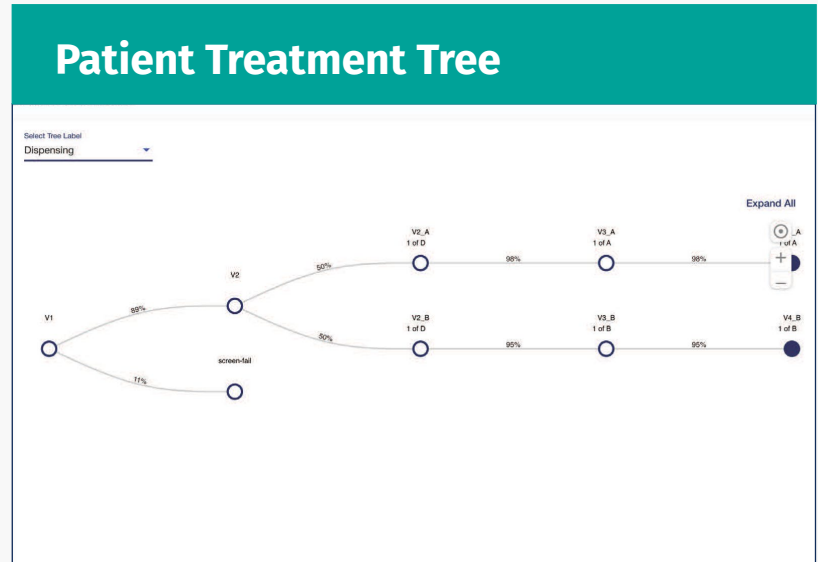 Patient Treatment Tree
Select Tree Label
Dispensing
Expand All
V2_A
1 of D
V3_A
1 of A
_A
1 of A
98%
98%
50%
V2
89%
V1
V2_B
1 of D
V3_B
1 of B
V4_B
1 of B
50%
95%
95%
screen-fail
11%